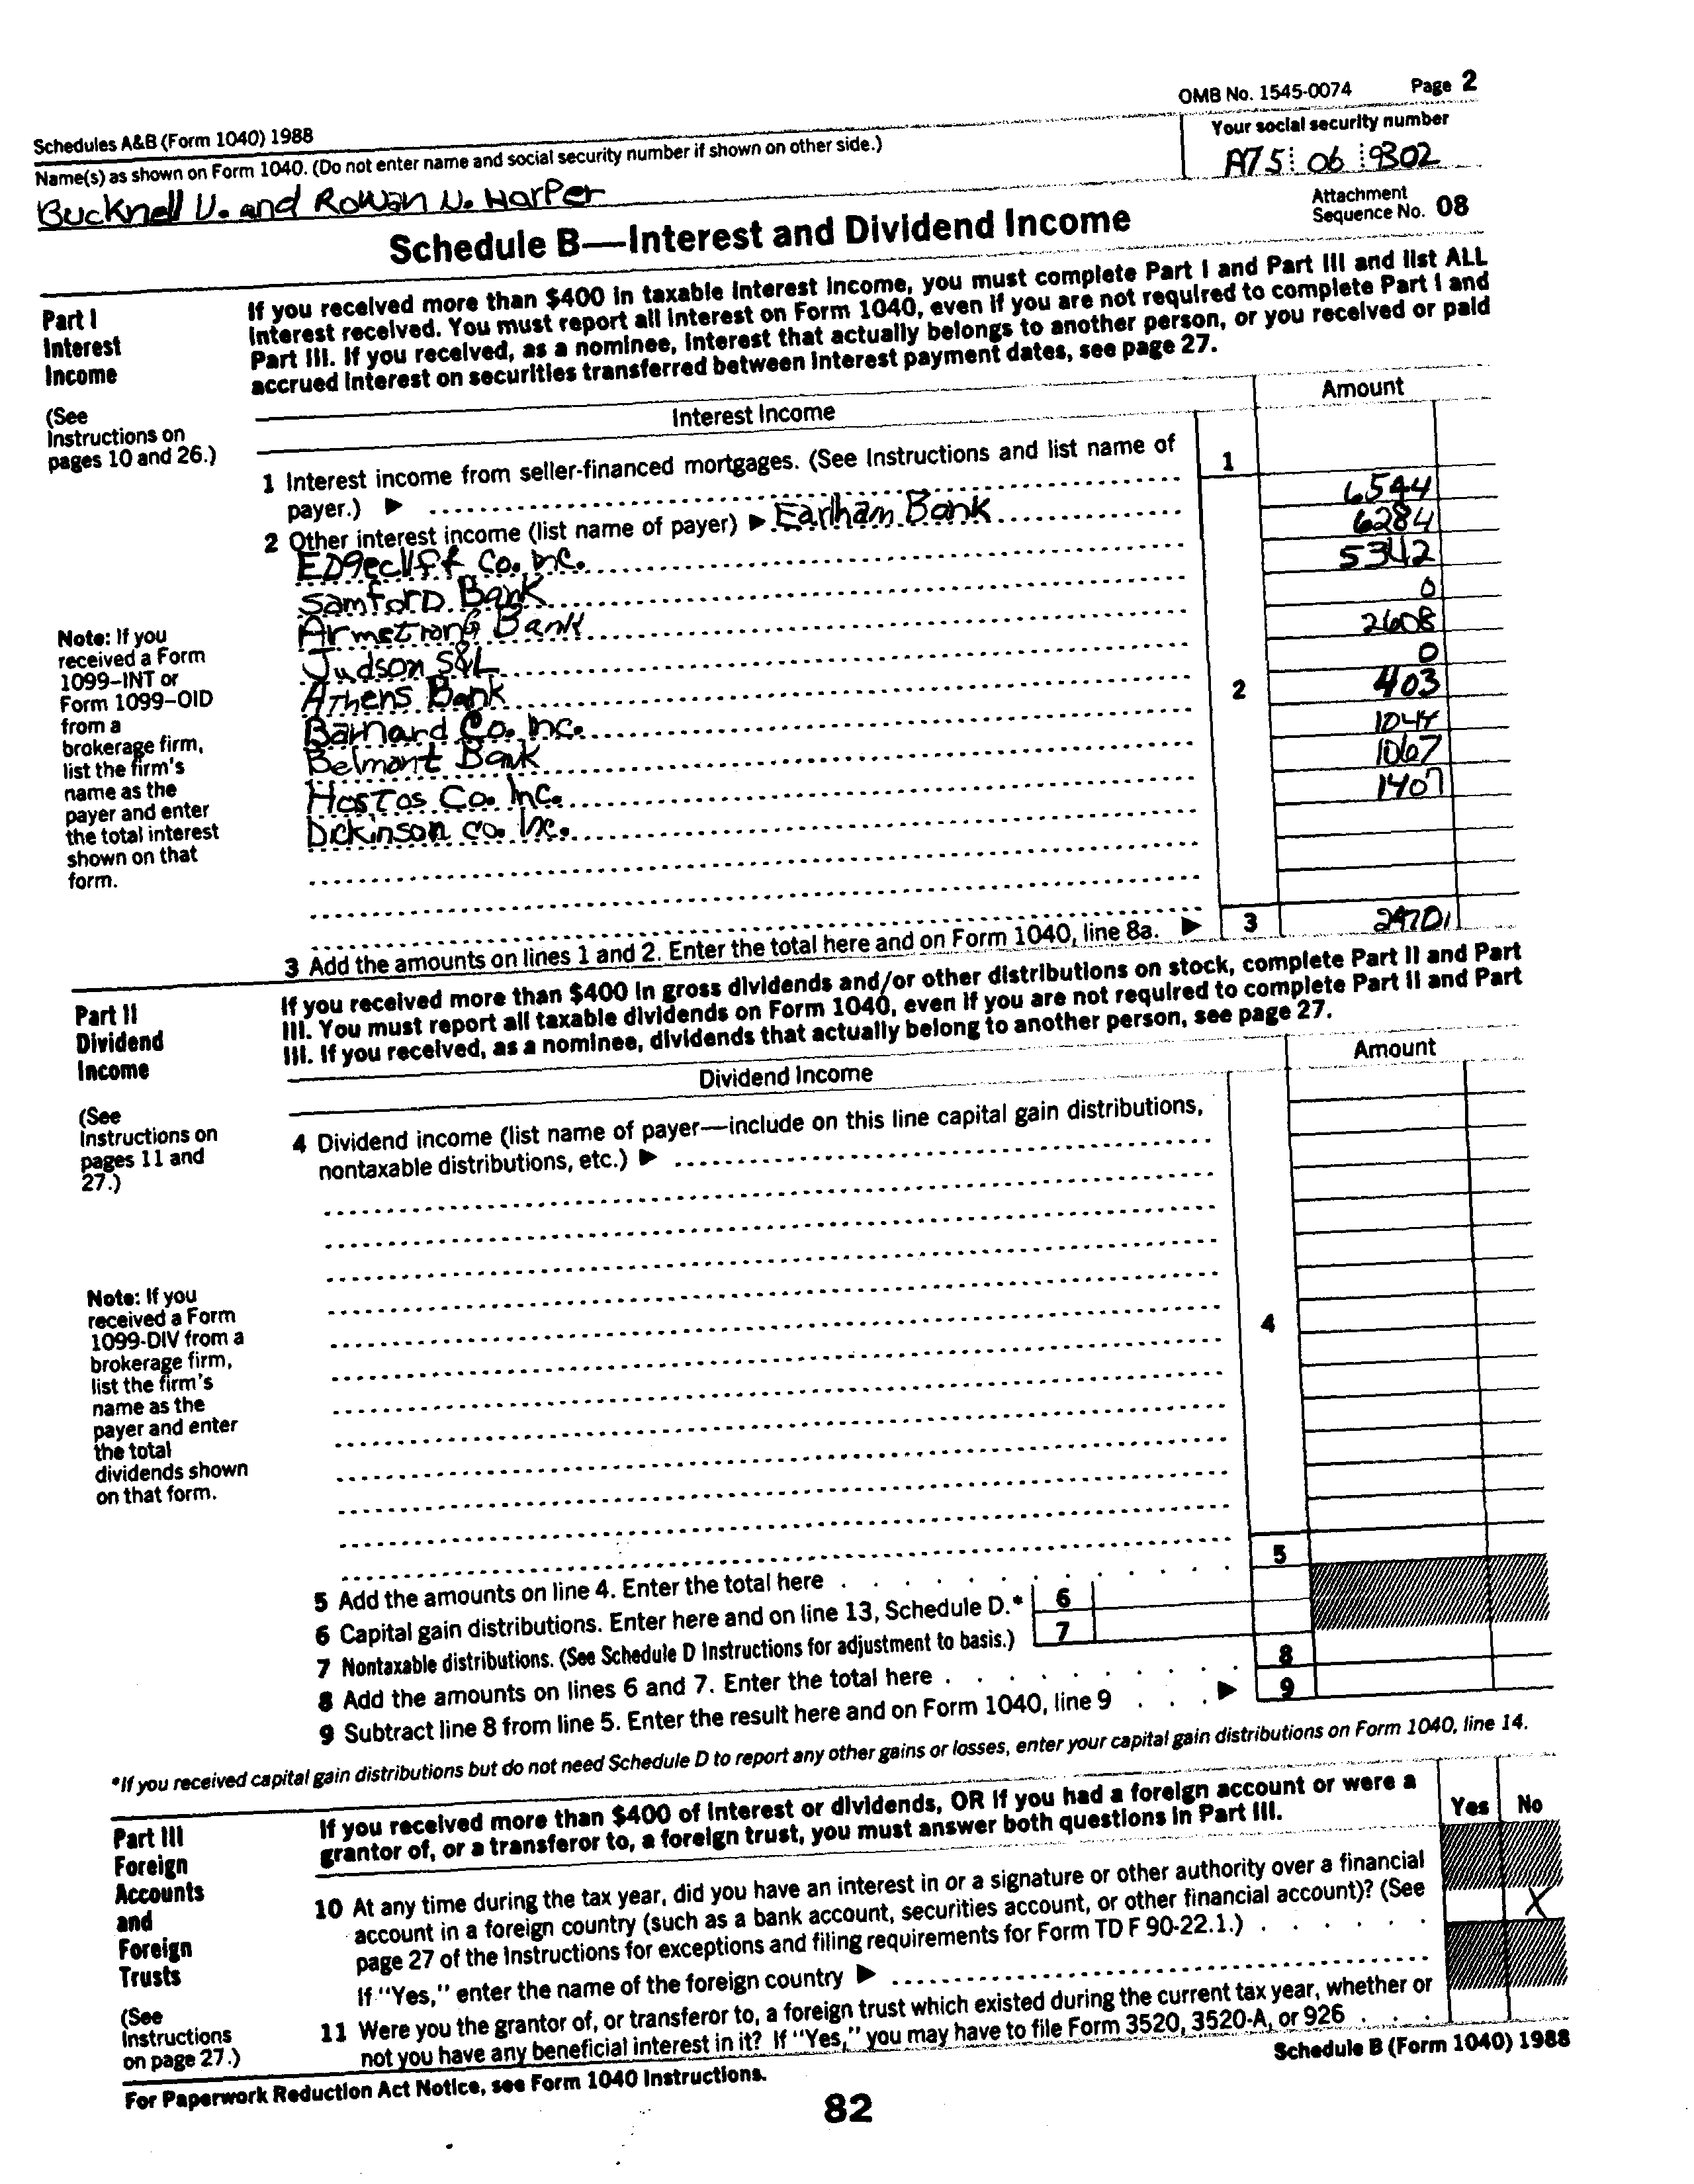 OMB No. 1545-0074 Page 2
Schedules A&B (Form 1040) 1988
Name(s) as shown on Form 1040. (Do not enter name and social security number if shown on other side.)
Your social security number
Bucknell U. and Rowan U. Harper
A75 06 9302
Schedule B—Interest and Dividend Income
Attachment
Sequence No. 08
Part I
Interest
Income
(See
Instructions on
pages 10 and 26.)
If you received more than $400 in taxable interest income, you must complete Part I and Part III and list ALL
interest received. You must report all interest on Form 1040, even if you are not required to complete Part I and
Part III. If you received, as a nominee, interest that actually belongs to another person, or you received or paid
accrued interest on securities transferred between interest payment dates, see page 27.
Interest Income Amount
1 Interest income from seller-financed mortgages. (See Instructions and list name of
payer.) ▶ 1
2 Other interest income (list name of payer) ▶ Earlham Bank
Edgecliff Co. Inc. 6284
Samford Bank 5342
Armstrong Bank 0
Judson S&L 2608
Athens Bank 0
Barnard Co. Inc. 2 403
Belmont Bank 1044
Hostos Co. Inc. 1067
Dickinson Co. Inc. 1407
Note: If you
received a Form
1099-INT or
Form 1099-OID
from a
brokerage firm,
list the firm's
name as the
payer and enter
the total interest
shown on that
form.
3 Add the amounts on lines 1 and 2. Enter the total here and on Form 1040, line 8a. ▶ 3 24701
Part II
Dividend
Income
(See
Instructions on
pages 11 and
27.)
If you received more than $400 in gross dividends and/or other distributions on stock, complete Part II and Part
III. You must report all taxable dividends on Form 1040, even if you are not required to complete Part II and Part
III. If you received, as a nominee, dividends that actually belong to another person, see page 27.
Dividend Income Amount
4 Dividend income (list name of payer—include on this line capital gain distributions,
nontaxable distributions, etc.) ▶
4
Note: If you
received a Form
1099-DIV from a
brokerage firm,
list the firm's
name as the
payer and enter
the total
dividends shown
on that form.
5 Add the amounts on line 4. Enter the total here 5
6 Capital gain distributions. Enter here and on line 13, Schedule D.* 6
7 Nontaxable distributions. (See Schedule D Instructions for adjustment to basis.) 7
8 Add the amounts on lines 6 and 7. Enter the total here 8
9 Subtract line 8 from line 5. Enter the result here and on Form 1040, line 9 ▶ 9
*If you received capital gain distributions but do not need Schedule D to report any other gains or losses, enter your capital gain distributions on Form 1040, line 14.
Part III
Foreign
Accounts
and
Foreign
Trusts
(See
Instructions
on page 27.)
If you received more than $400 of interest or dividends, OR if you had a foreign account or were a
grantor of, or a transferor to, a foreign trust, you must answer both questions in Part III.
Yes No
10 At any time during the tax year, did you have an interest in or a signature or other authority over a financial
account in a foreign country (such as a bank account, securities account, or other financial account)? (See
page 27 of the Instructions for exceptions and filing requirements for Form TD F 90-22.1.) X
If "Yes," enter the name of the foreign country ▶
11 Were you the grantor of, or transferor to, a foreign trust which existed during the current tax year, whether or
not you have any beneficial interest in it? If "Yes," you may have to file Form 3520, 3520-A, or 926
For Paperwork Reduction Act Notice, see Form 1040 Instructions.
Schedule B (Form 1040) 1988
82